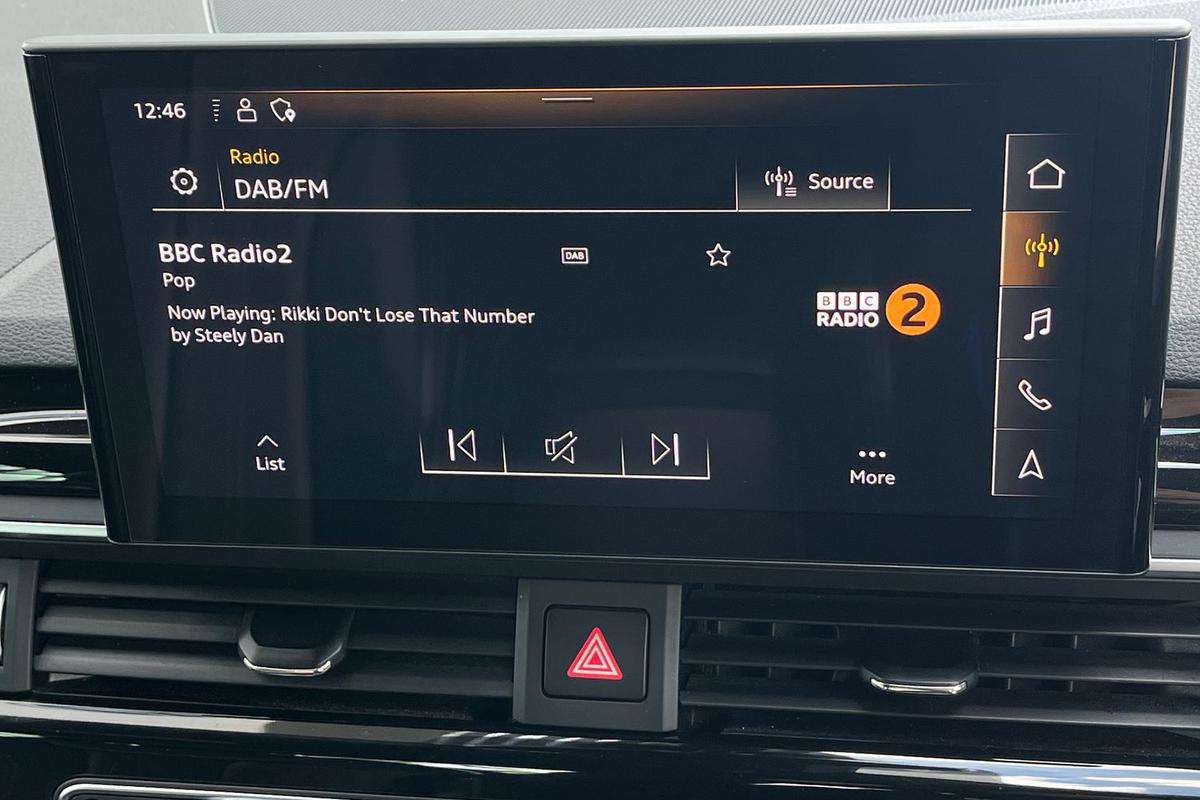 12:46
Radio
DAB/FM
Source
BBC Radio2
DAB
Pop
Now Playing: Rikki Don't Lose That Number
by Steely Dan
BBC
RADIO 2
List
More